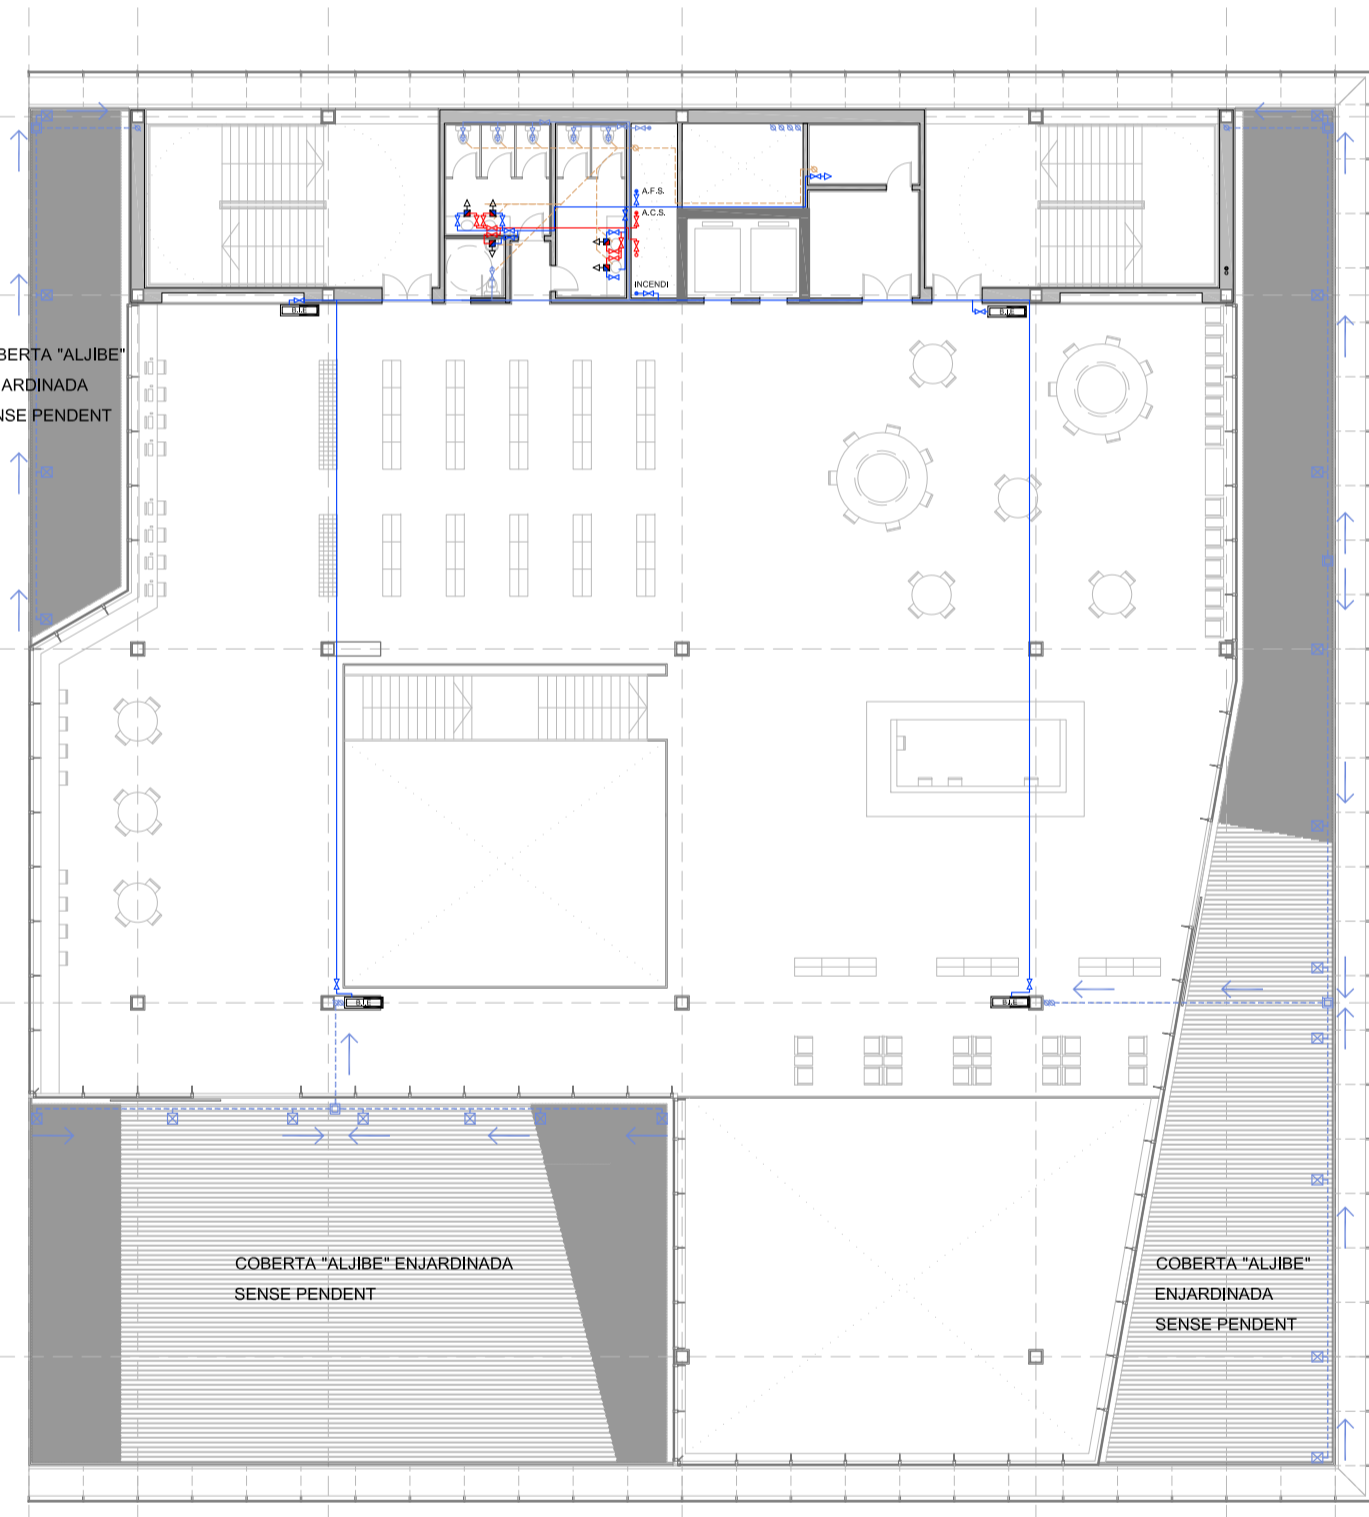 A.F.S.
A.C.S.
INCENDI
B.I.E
B.I.E
BERTA "ALJIBE"
ARDINADA
NSE PENDENT
B.I.E
B.I.E
COBERTA "ALJIBE" ENJARDINADA
SENSE PENDENT
COBERTA "ALJIBE"
ENJARDINADA
SENSE PENDENT